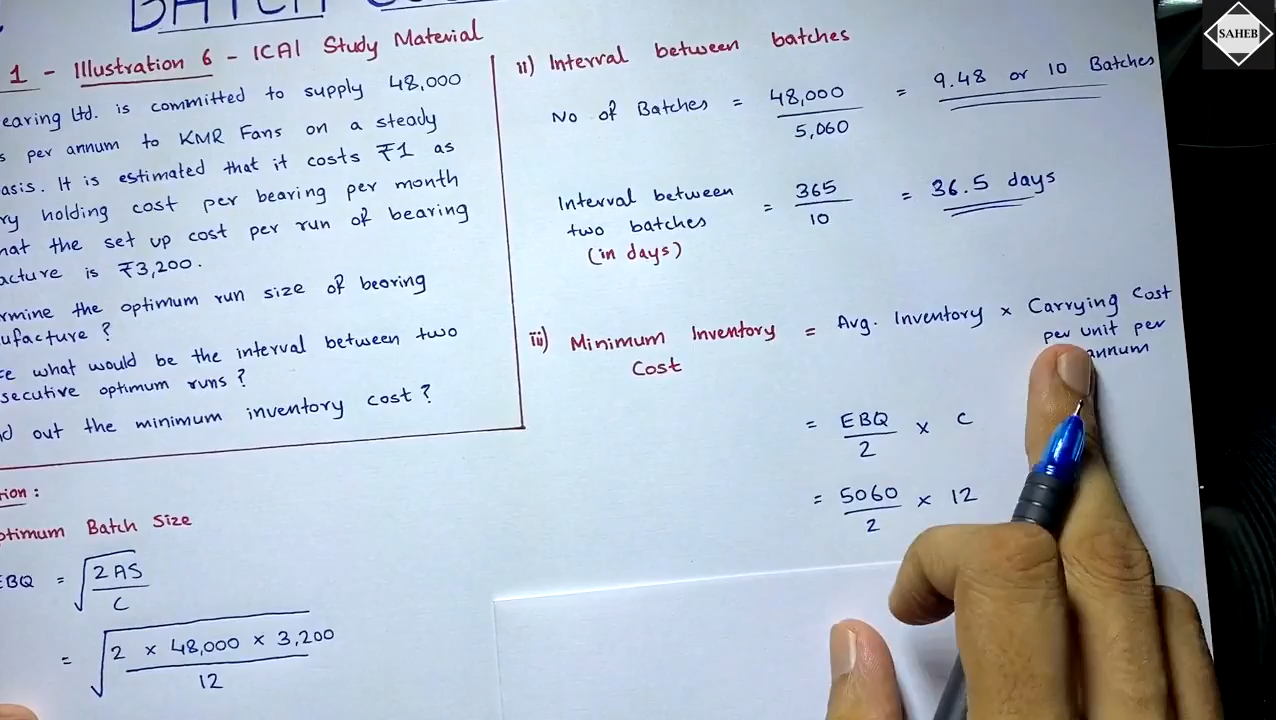 BATCH
1 - Illustration 6 - ICAI Study Material
earing Ltd. is committed to supply 48,000
s per annum to KMR Fans on a steady
asis. It is estimated that it costs ₹1 as
ry holding cost per bearing per month
hat the set up cost per run of bearing
acture is ₹3,200.
rmine the optimum run size of bearing
ufacture ?
ce what would be the interval between two
secutive optimum runs ?
d out the minimum inventory cost ?
tion :
ptimum Batch Size
EBQ = √2AS
C
= √2 x 48,000 x 3,200
12
ii) Interval between batches
No of Batches = 48,000 = 9.48 or 10 Batches
5,060
Interval between
two batches = 365 = 36.5 days
10
(in days)
iii) Minimum Inventory = Avg. Inventory x Carrying Cost
Cost per unit per
annum
= EBQ x C
2
= 5060 x 12
2
SAHEB